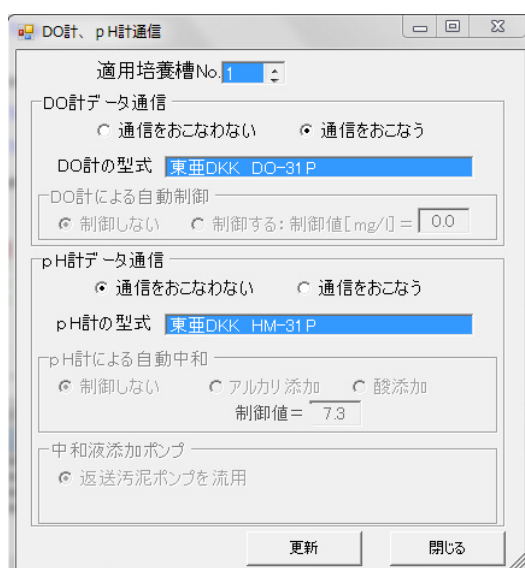 DO計、pH計通信
適用培養槽No. 1
DO計データ通信
通信をおこなわない 通信をおこなう
DO計の型式 東亜DKK DO-31P
DO計による自動制御
制御しない 制御する:制御値[mg/l]= 0.0
pH計データ通信
通信をおこなわない 通信をおこなう
pH計の型式 東亜DKK HM-31P
pH計による自動中和
制御しない アルカリ添加 酸添加
制御値= 7.3
中和液添加ポンプ
返送汚泥ポンプを流用
更新 閉じる